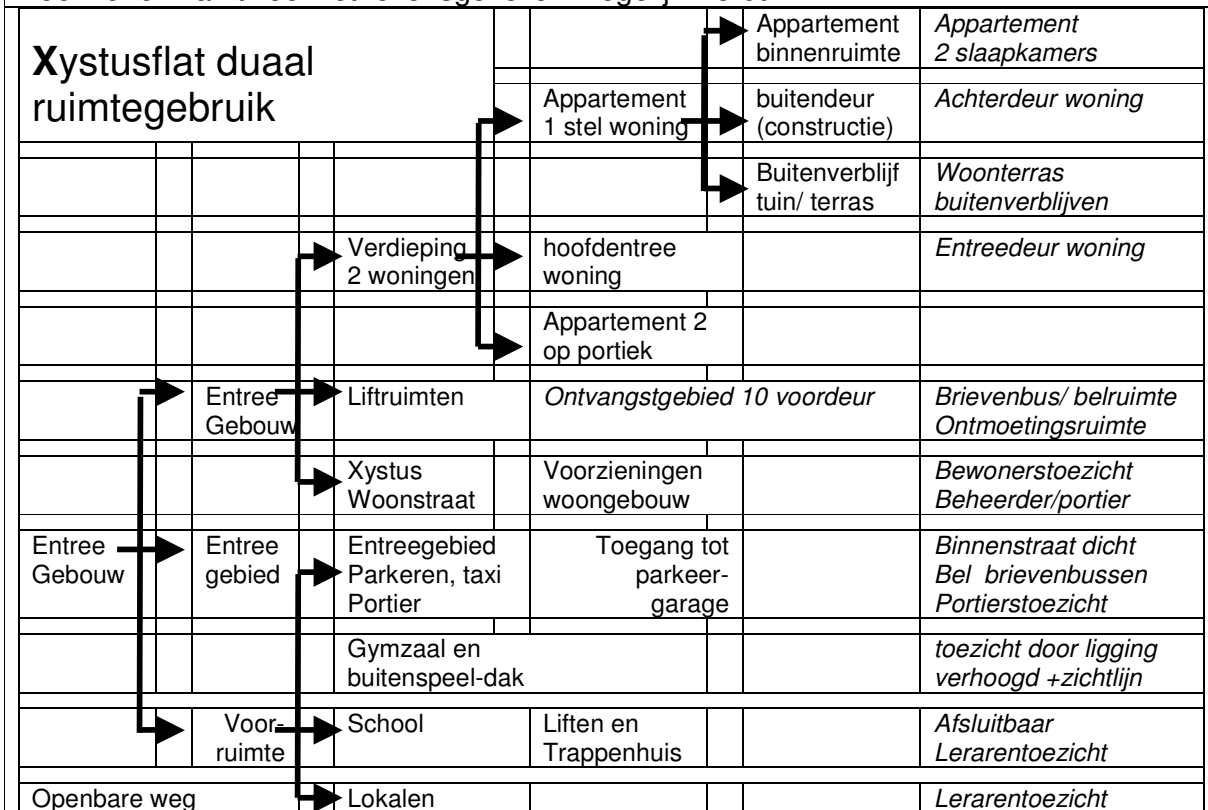 Xystusflat duaal
ruimtegebruik
Appartement
binnenruimte
Appartement
2 slaapkamers
Appartement
1 stel woning
buitendeur
(constructie)
Achterdeur woning
Buitenverblijf
tuin/ terras
Woonterras
buitenverblijven
Verdieping
2 woningen
hoofdentree
woning
Entreedeur woning
Appartement 2
op portiek
Entree
Gebouw
Liftruimten
Ontvangstgebied 10 voordeur
Brievenbus/ belruimte
Ontmoetingsruimte
Xystus
Woonstraat
Voorzieningen
woongebouw
Bewonerstoezicht
Beheerder/portier
Entree
Gebouw
Entree
gebied
Entreegebied
Parkeren, taxi
Portier
Toegang tot
parkeer-
garage
Binnenstraat dicht
Bel brievenbussen
Portierstoezicht
Gymzaal en
buitenspeel-dak
toezicht door ligging
verhoogd +zichtlijn
Voor-
ruimte
School
Liften en
Trappenhuis
Afsluitbaar
Lerarentoezicht
Openbare weg
Lokalen
Lerarentoezicht